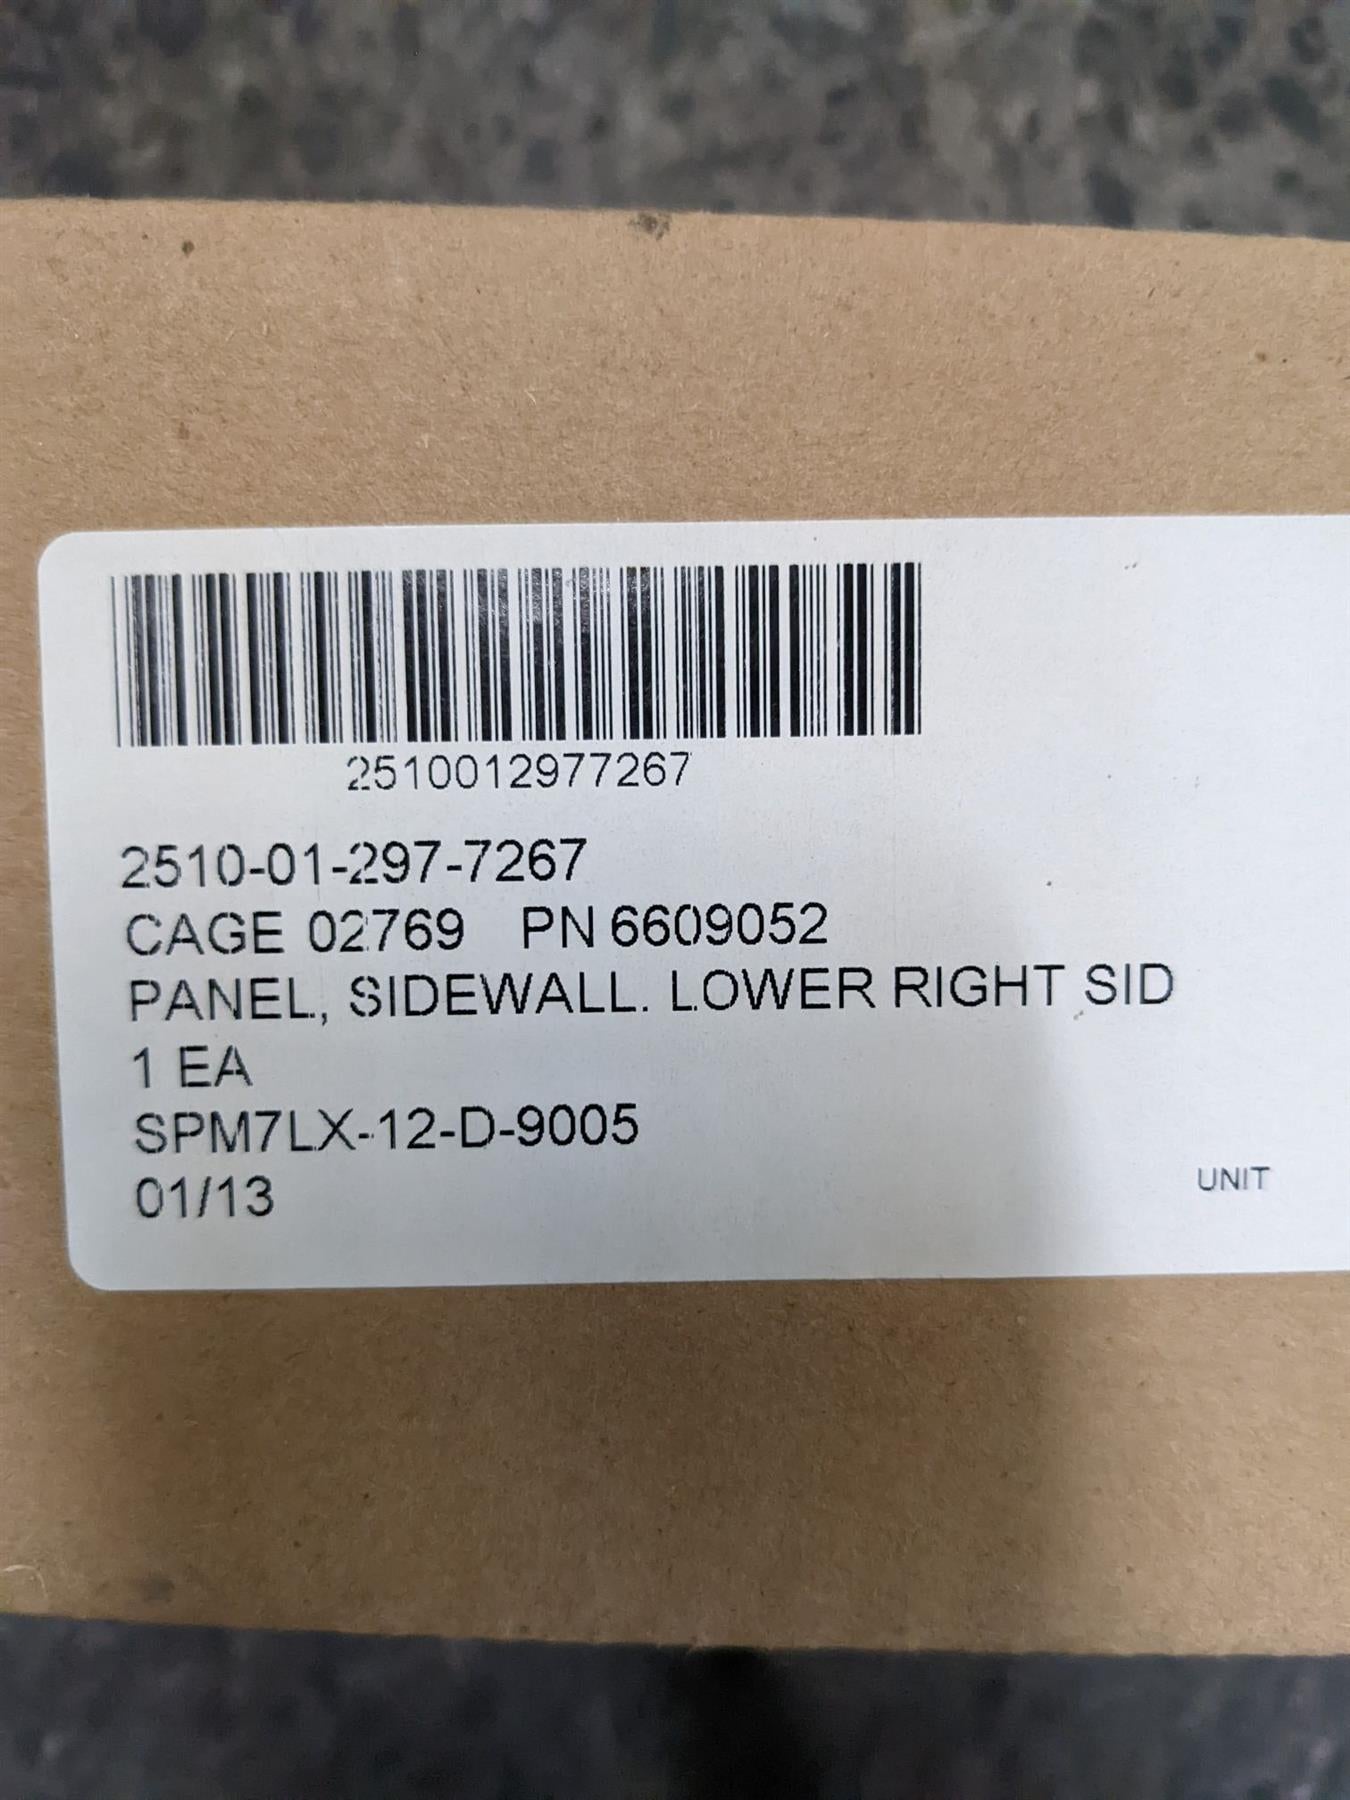 2510012977267
2510-01-297-7267
CAGE 02769 PN 6609052
PANEL, SIDEWALL. LOWER RIGHT SID
1 EA
SPM7LX-12-D-9005
01/13
UNIT